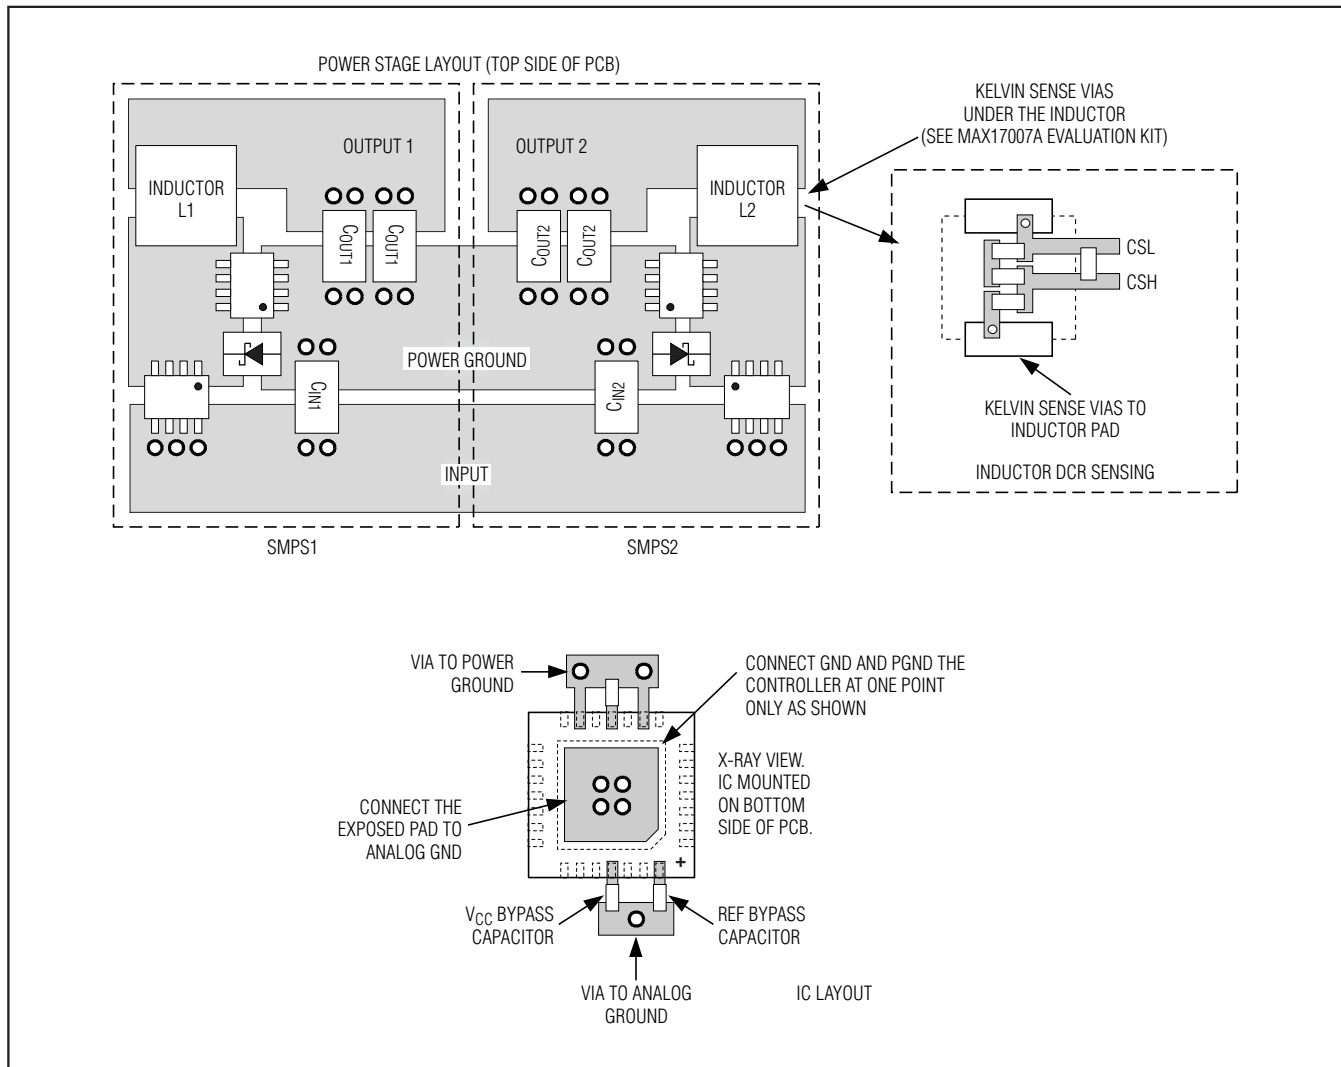 POWER STAGE LAYOUT (TOP SIDE OF PCB)
KELVIN SENSE VIAS
UNDER THE INDUCTOR
(SEE MAX17007A EVALUATION KIT)
OUTPUT 1
OUTPUT 2
INDUCTOR
L1
INDUCTOR
L2
COUT1
COUT1
COUT2
COUT2
CSL
CSH
POWER GROUND
CIN1
CIN2
KELVIN SENSE VIAS TO
INDUCTOR PAD
INPUT
INDUCTOR DCR SENSING
SMPS1
SMPS2
VIA TO POWER
GROUND
CONNECT GND AND PGND THE
CONTROLLER AT ONE POINT
ONLY AS SHOWN
X-RAY VIEW.
IC MOUNTED
ON BOTTOM
SIDE OF PCB.
CONNECT THE
EXPOSED PAD TO
ANALOG GND
+
VCC BYPASS
CAPACITOR
REF BYPASS
CAPACITOR
VIA TO ANALOG
GROUND
IC LAYOUT